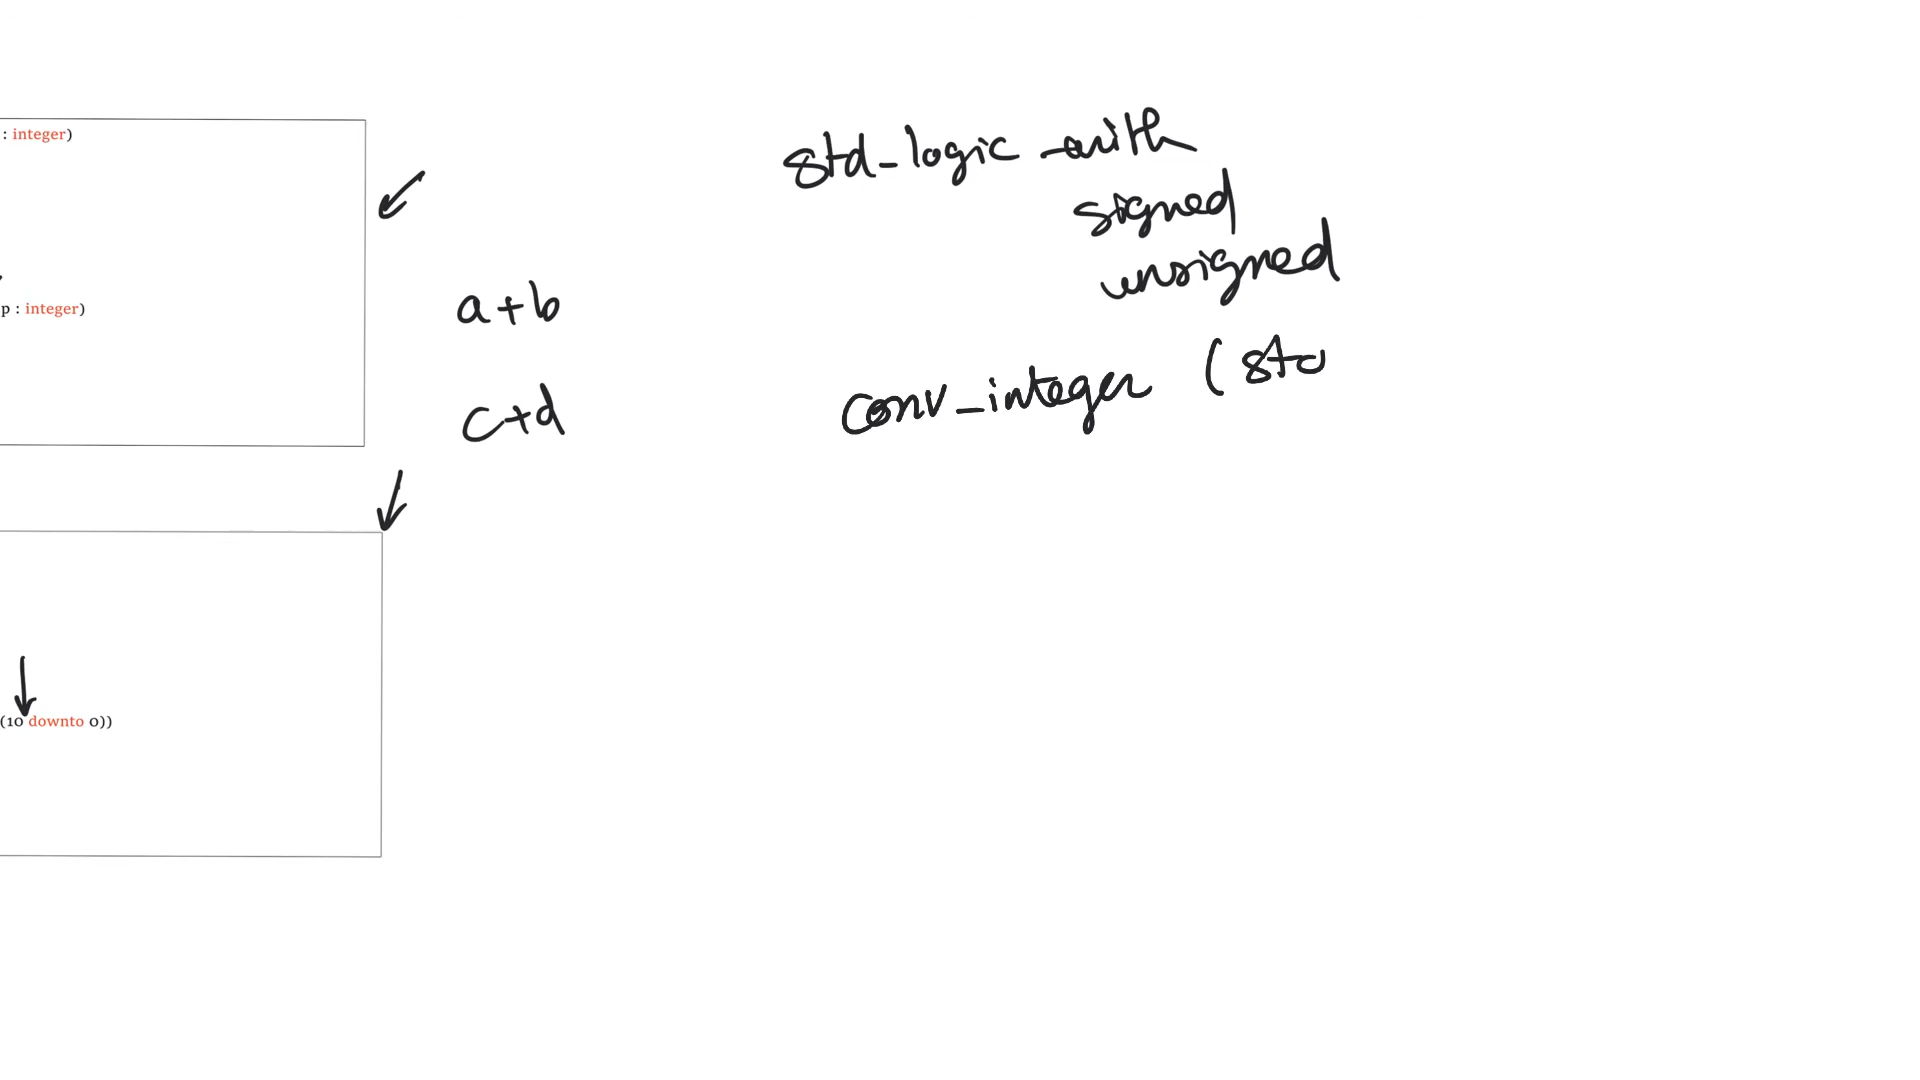 : integer)
p : integer)
(10 downto 0))
a+b
c+d
std_logic_arith
signed
unsigned
conv_integer (std